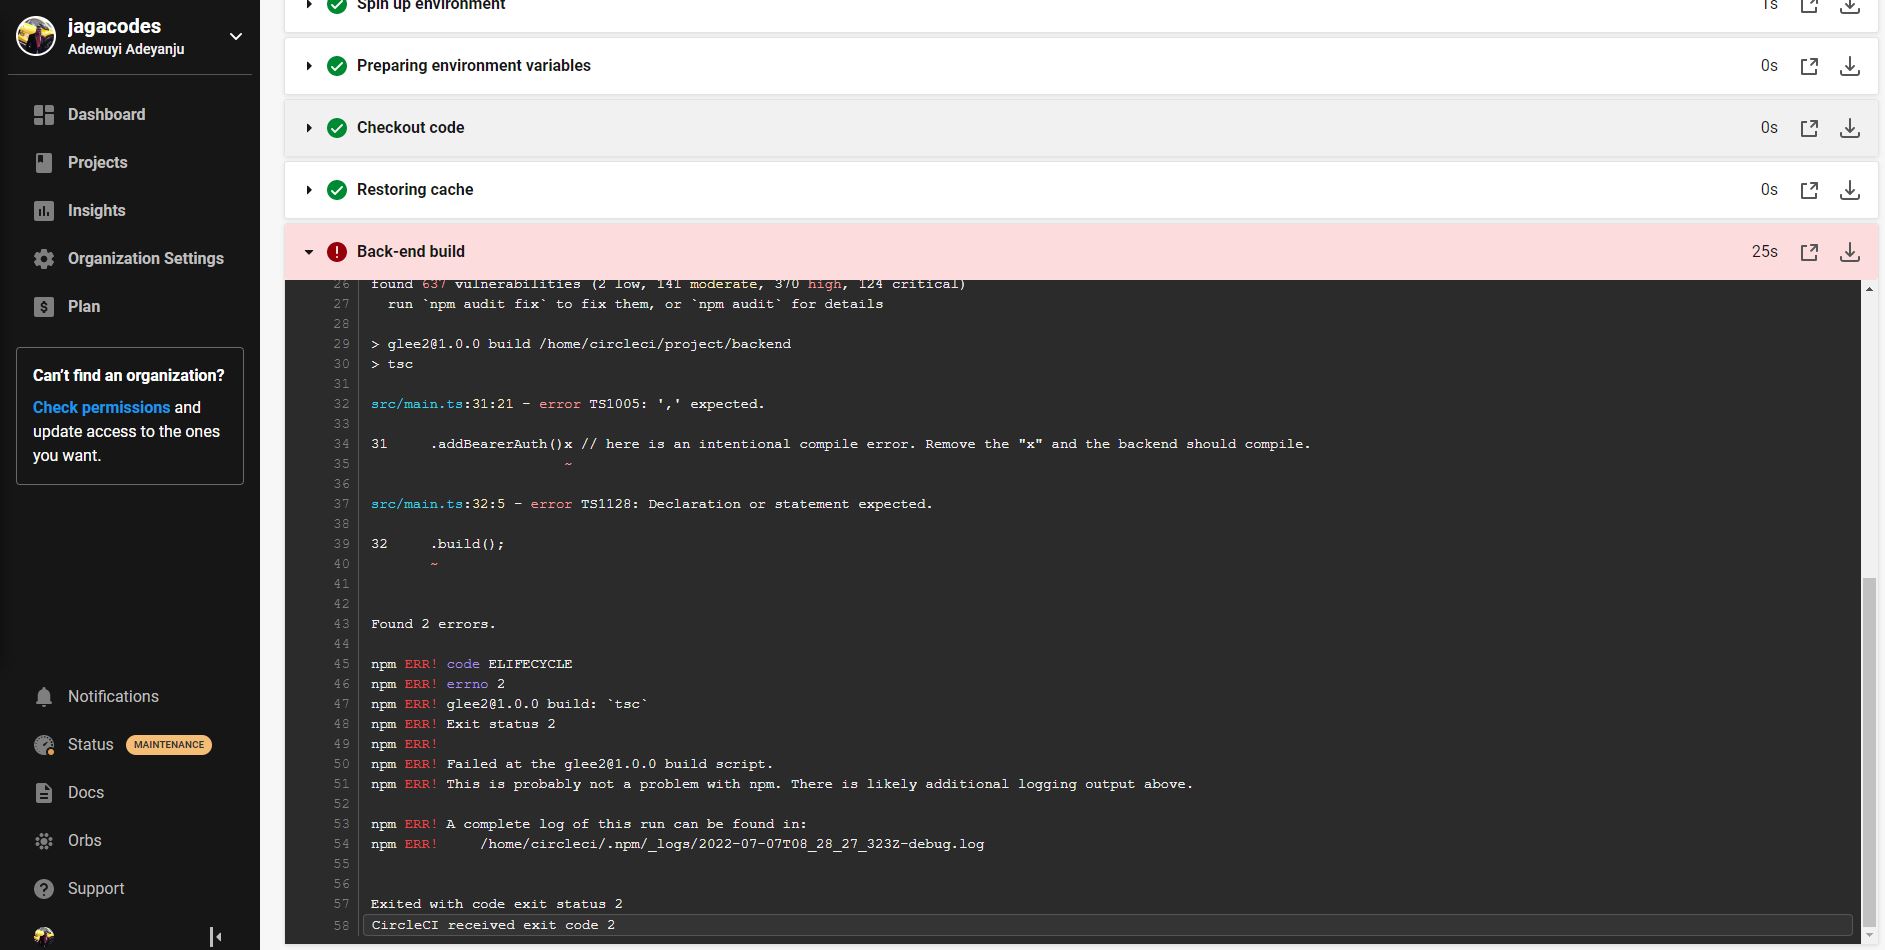 jagacodes
Adewuyi Adeyanju
Dashboard
Projects
Insights
Organization Settings
Plan
Can't find an organization?
Check permissions and
update access to the ones
you want.
Notifications
Status MAINTENANCE
Docs
Orbs
Support
Spin up environment 1s
Preparing environment variables 0s
Checkout code 0s
Restoring cache 0s
Back-end build 25s
26 found 637 vulnerabilities (2 low, 141 moderate, 370 high, 124 critical)
27 run `npm audit fix` to fix them, or `npm audit` for details
28
29 > glee2@1.0.0 build /home/circleci/project/backend
30 > tsc
31
32 src/main.ts:31:21 - error TS1005: ',' expected.
33
34 31 .addBearerAuth()x // here is an intentional compile error. Remove the "x" and the backend should compile.
35 ~
36
37 src/main.ts:32:5 - error TS1128: Declaration or statement expected.
38
39 32 .build();
40 ~
41
42
43 Found 2 errors.
44
45 npm ERR! code ELIFECYCLE
46 npm ERR! errno 2
47 npm ERR! glee2@1.0.0 build: `tsc`
48 npm ERR! Exit status 2
49 npm ERR!
50 npm ERR! Failed at the glee2@1.0.0 build script.
51 npm ERR! This is probably not a problem with npm. There is likely additional logging output above.
52
53 npm ERR! A complete log of this run can be found in:
54 npm ERR! /home/circleci/.npm/_logs/2022-07-07T08_28_27_323Z-debug.log
55
56
57 Exited with code exit status 2
58 CircleCI received exit code 2